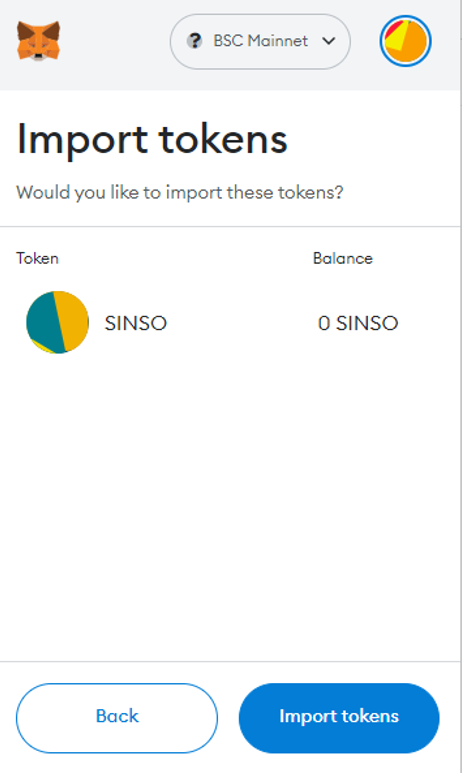 BSC Mainnet
Import tokens
Would you like to import these tokens?
Token Balance
SINSO 0 SINSO
Back Import tokens